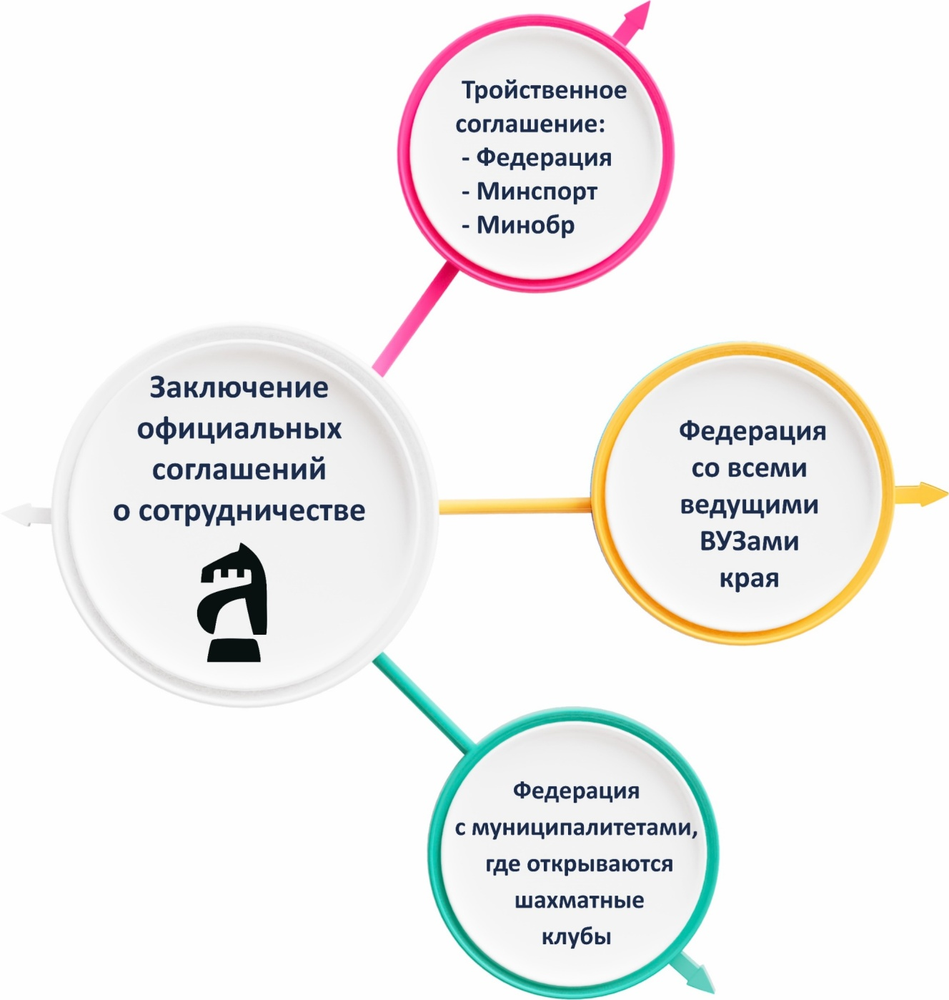 Тройственное
соглашение:
- Федерация
- Минспорт
- Минобр
Заключение
официальных
соглашений
о сотрудничестве
Федерация
со всеми
ведущими
ВУЗами
края
Федерация
с муниципалитетами,
где открываются
шахматные
клубы